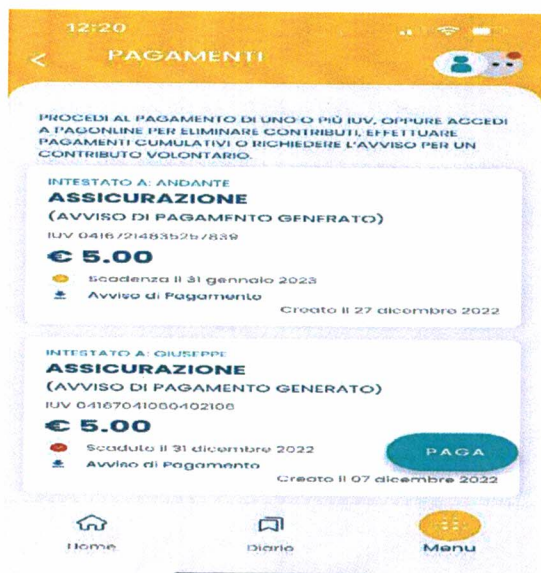 12:20
PAGAMENTI
PROCEDI AL PAGAMENTO DI UNO O PIÙ IUV, OPPURE ACCEDI
A PAGONLINE PER ELIMINARE CONTRIBUTI, EFFETTUARE
PAGAMENTI CUMULATIVI O RICHIEDERE L'AVVISO PER UN
CONTRIBUTO VOLONTARIO.
INTESTATO A: ANDANTE
ASSICURAZIONE
(AVVISO DI PAGAMENTO GENERATO)
IUV
€ 5.00
Scadenza il 31 gennaio 2023
Avviso di Pagamento
Creato il 27 dicembre 2022
INTESTATO A: GIUSEPPE
ASSICURAZIONE
(AVVISO DI PAGAMENTO GENERATO)
IUV
€ 5.00
Scaduto il 31 dicembre 2022
PAGA
Avviso di Pagamento
Creato il 07 dicembre 2022
Home
Diario
Menu